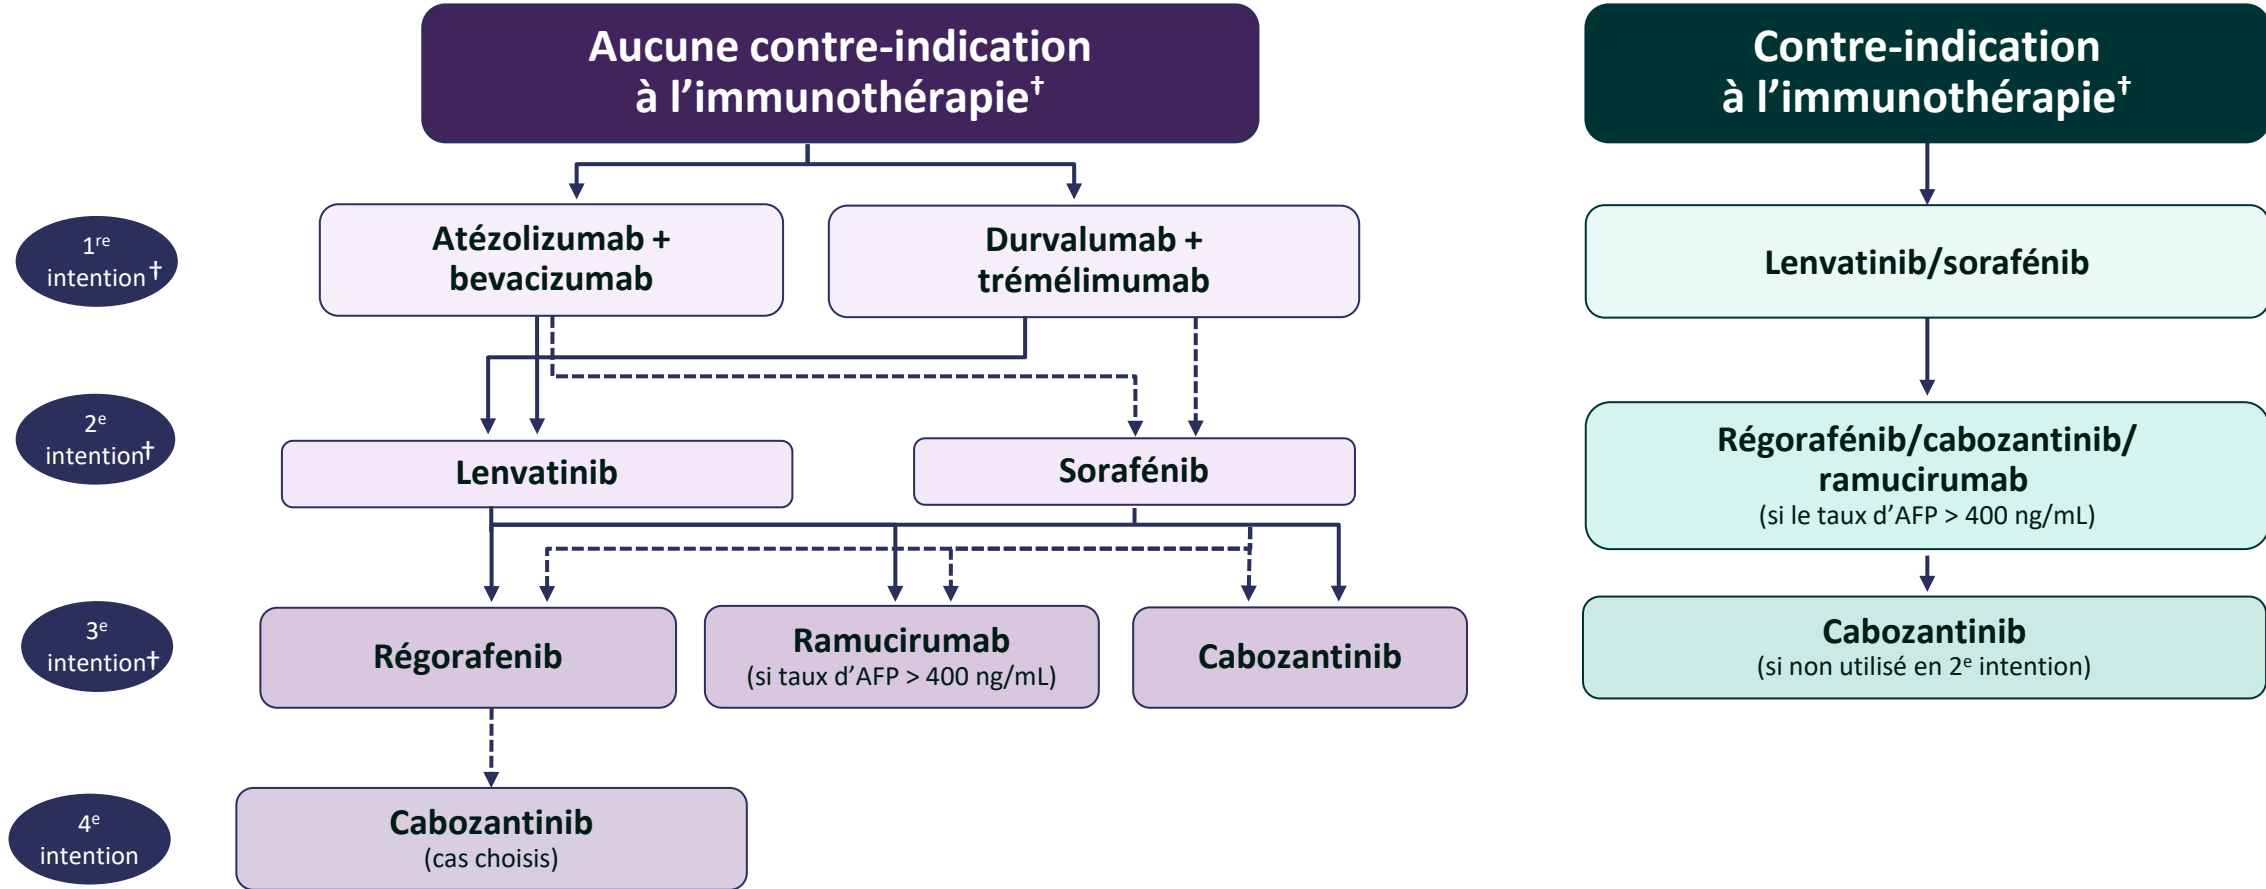 Aucune contre-indication
à l’immunothérapie†
Contre-indication
à l’immunothérapie†
1re
intention†
Atézolizumab +
bevacizumab
Durvalumab +
trémélimumab
Lenvatinib/sorafénib
2e
intention†
Lenvatinib
Sorafénib
Régorafénib/cabozantinib/
ramucirumab
(si le taux d’AFP > 400 ng/mL)
3e
intention†
Régorafenib
Ramucirumab
(si taux d’AFP > 400 ng/mL)
Cabozantinib
Cabozantinib
(si non utilisé en 2e intention)
4e
intention
Cabozantinib
(cas choisis)